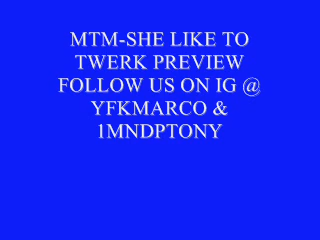 MTM-SHE LIKE TO
TWERK PREVIEW
FOLLOW US ON IG @
YFKMARCO &
1MNDPTONY